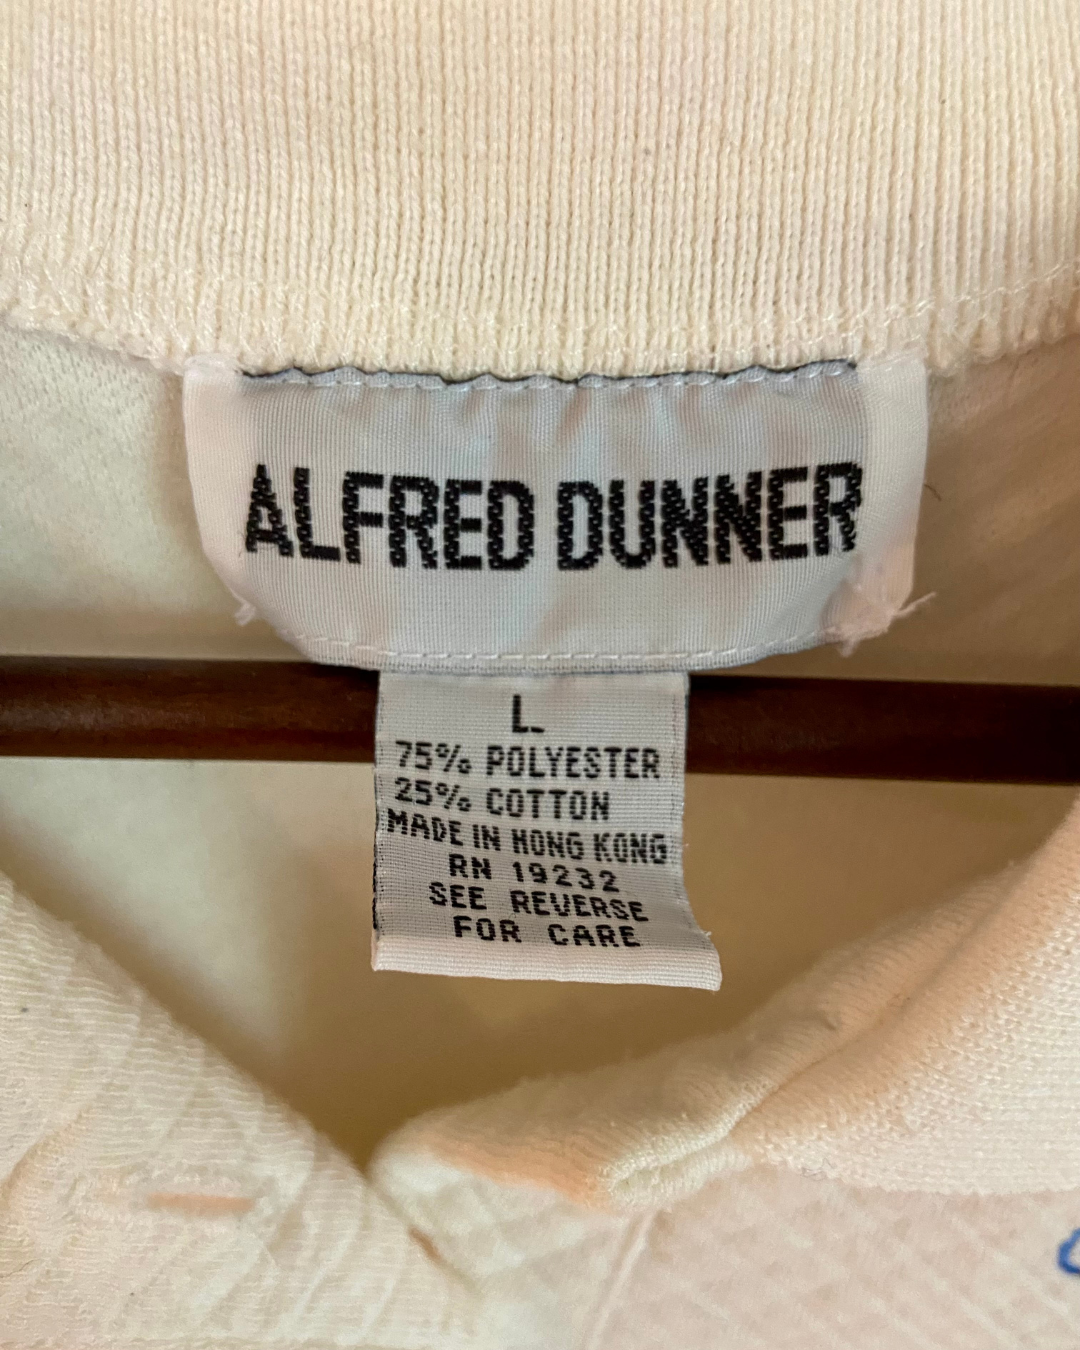 ALFRED DUNNER
L
75% POLYESTER
25% COTTON
MADE IN HONG KONG
RN 19232
SEE REVERSE
FOR CARE